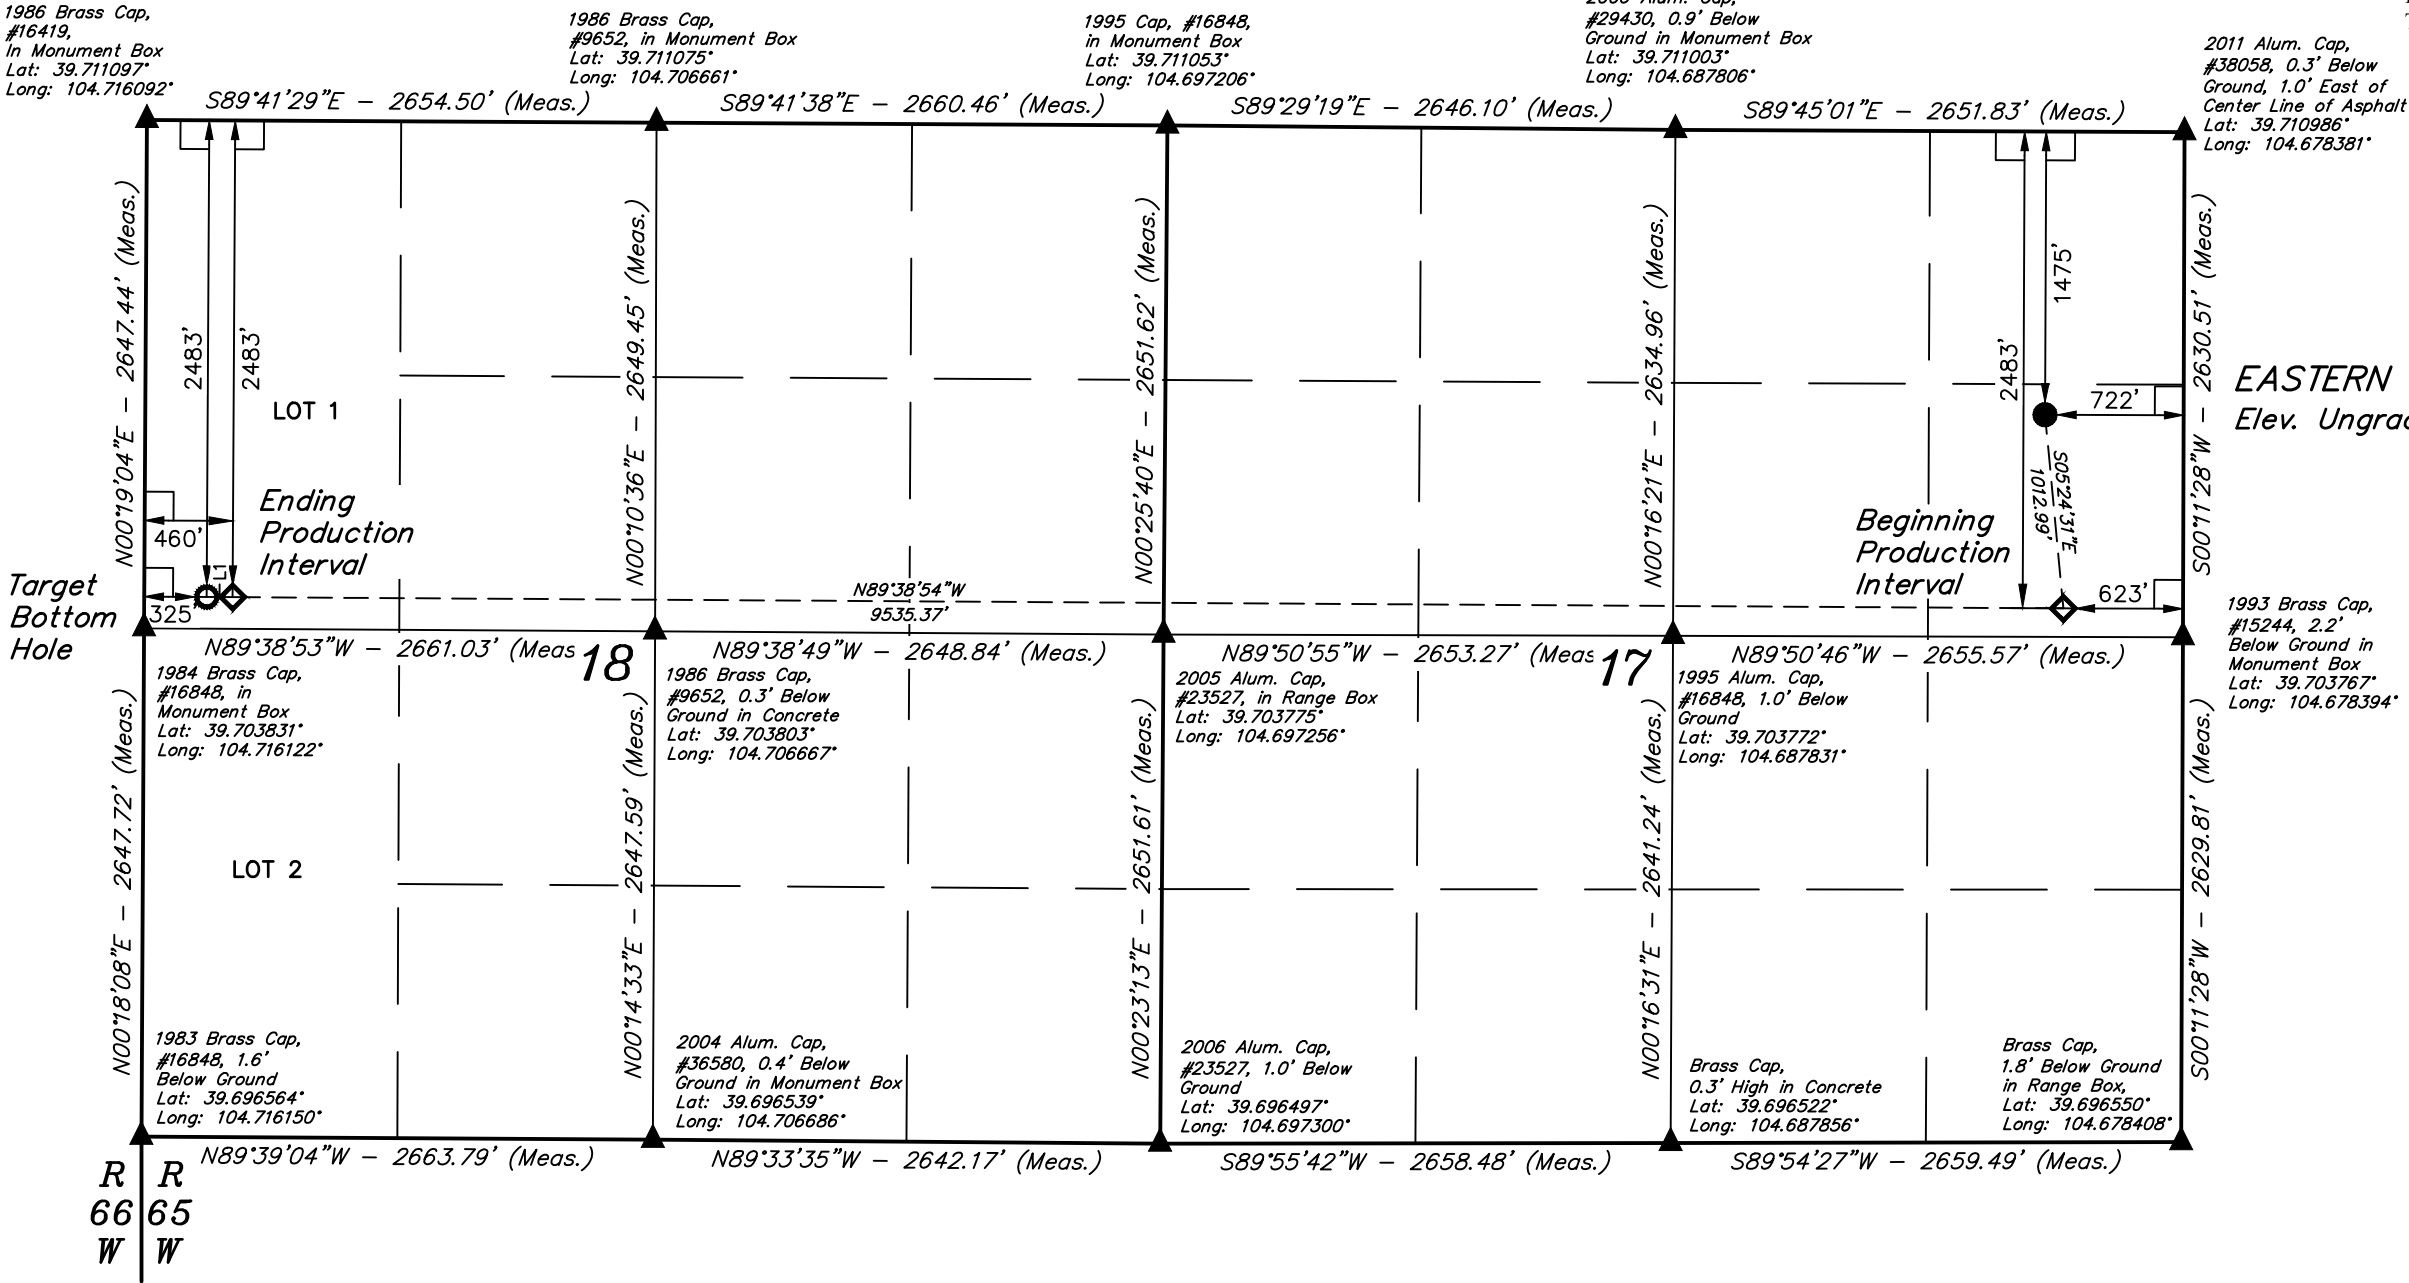 1986 Brass Cap,
#16419,
In Monument Box
Lat: 39.711097°
Long: 104.716092°
1986 Brass Cap,
#9652, in Monument Box
Lat: 39.711075°
Long: 104.706661°
1995 Cap, #16848,
in Monument Box
Lat: 39.711053°
Long: 104.697206°
#29430, 0.9' Below
Ground in Monument Box
Lat: 39.711003°
Long: 104.687806°
2011 Alum. Cap,
#38058, 0.3' Below
Ground, 1.0' East of
Center Line of Asphalt
Lat: 39.710986°
Long: 104.678381°
S89°41'29"E - 2654.50' (Meas.)
S89°41'38"E - 2660.46' (Meas.)
S89°29'19"E - 2646.10' (Meas.)
S89°45'01"E - 2651.83' (Meas.)
N00°19'04"E - 2647.44' (Meas.)
2483'
2483'
N00°10'36"E - 2649.45' (Meas.)
N00°25'40"E - 2651.62' (Meas.)
N00°16'21"E - 2634.96' (Meas.)
2483'
1475'
S00°11'28"W - 2630.51' (Meas.)
LOT 1
722'
EASTERN
Elev. Ungra
S05°24'31"E
1012.99'
460'
Ending
Production
Interval
Beginning
Production
Interval
Target
Bottom
Hole
L1
325'
N89°38'54"W
9535.37'
623'
N89°38'53"W - 2661.03' (Meas
18
N89°38'49"W - 2648.84' (Meas.)
N89°50'55"W - 2653.27' (Meas
17
N89°50'46"W - 2655.57' (Meas.)
1984 Brass Cap,
#16848, in
Monument Box
Lat: 39.703831°
Long: 104.716122°
1986 Brass Cap,
#9652, 0.3' Below
Ground in Concrete
Lat: 39.703803°
Long: 104.706667°
2005 Alum. Cap,
#23527, in Range Box
Lat: 39.703775°
Long: 104.697256°
1995 Alum. Cap,
#16848, 1.0' Below
Ground
Lat: 39.703772°
Long: 104.687831°
1993 Brass Cap,
#15244, 2.2'
Below Ground in
Monument Box
Lat: 39.703767°
Long: 104.678394°
N00°18'08"E - 2647.72' (Meas.)
LOT 2
N00°14'33"E - 2647.59' (Meas.)
N00°23'13"E - 2651.61' (Meas.)
N00°16'31"E - 2641.24' (Meas.)
S00°11'28"W - 2629.81' (Meas.)
1983 Brass Cap,
#16848, 1.6'
Below Ground
Lat: 39.696564°
Long: 104.716150°
2004 Alum. Cap,
#36580, 0.4' Below
Ground in Monument Box
Lat: 39.696539°
Long: 104.706686°
2006 Alum. Cap,
#23527, 1.0' Below
Ground
Lat: 39.696497°
Long: 104.697300°
Brass Cap,
0.3' High in Concrete
Lat: 39.696522°
Long: 104.687856°
Brass Cap,
1.8' Below Ground
in Range Box,
Lat: 39.696550°
Long: 104.678408°
N89°39'04"W - 2663.79' (Meas.)
N89°33'35"W - 2642.17' (Meas.)
S89°55'42"W - 2658.48' (Meas.)
S89°54'27"W - 2659.49' (Meas.)
R R
66 65
W W